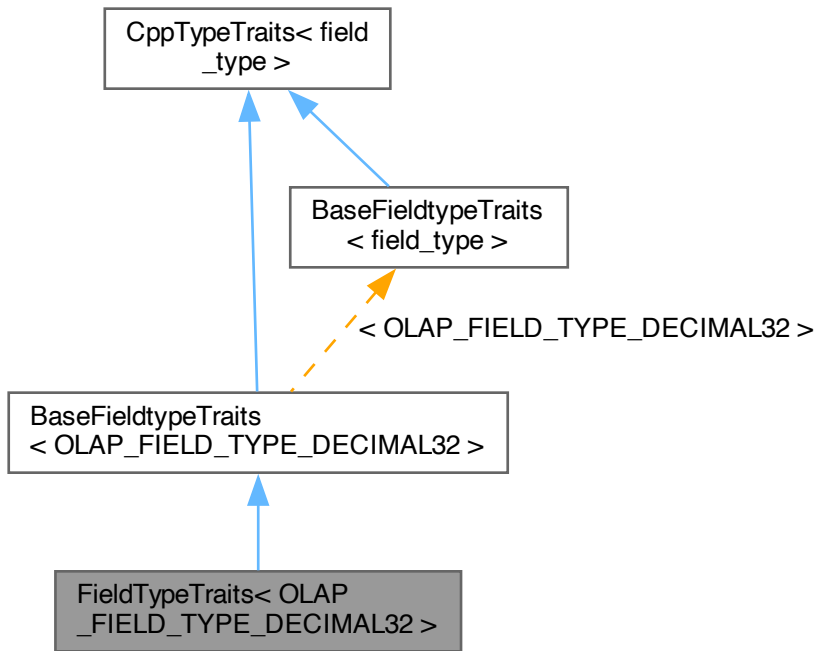 CppTypeTraits< field
_type >
BaseFieldtypeTraits
< field_type >
< OLAP_FIELD_TYPE_DECIMAL32 >
BaseFieldtypeTraits
< OLAP_FIELD_TYPE_DECIMAL32 >
FieldTypeTraits< OLAP
_FIELD_TYPE_DECIMAL32 >